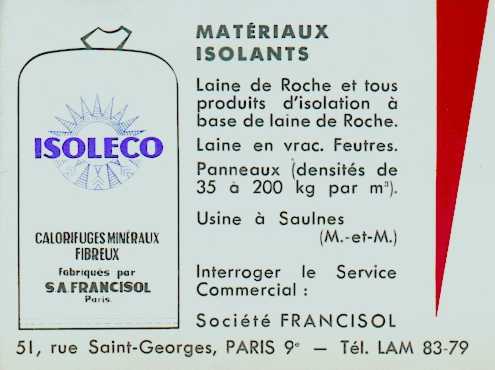 MATÉRIAUX
ISOLANTS
Laine de Roche et tous
produits d'isolation à
base de laine de Roche.
Laine en vrac. Feutres.
Panneaux (densités de
35 à 200 kg par m³).
Usine à Saulnes
(M.-et-M.)
Interroger le Service
Commercial :
Société FRANCISOL
51, rue Saint-Georges, PARIS 9e — Tél. LAM 83-79
ISOLECO
CALORIFUGES MINÉRAUX
FIBREUX
fabriqués par
S.A. FRANCISOL
Paris.